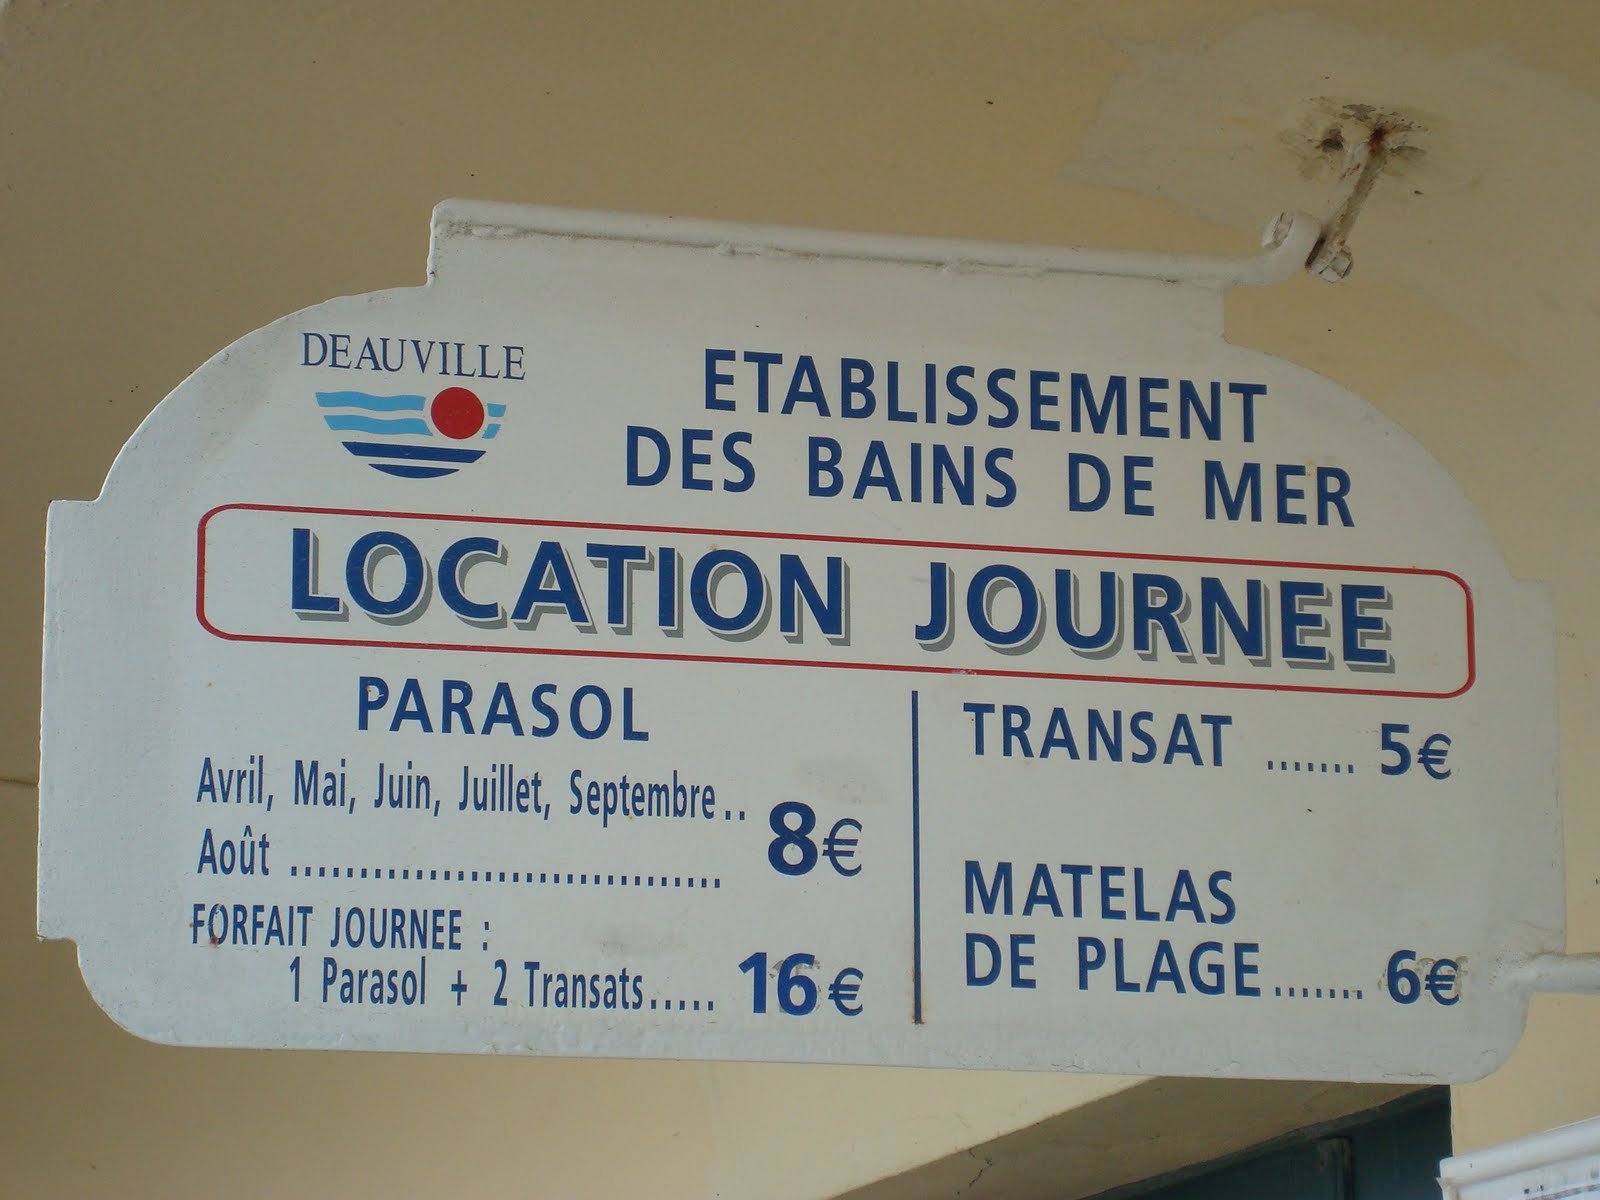 DEAUVILLE
ETABLISSEMENT
DES BAINS DE MER
LOCATION JOURNEE
PARASOL
Avril, Mai, Juin, Juillet, Septembre..
Août ............................... 8€
FORFAIT JOURNEE :
1 Parasol + 2 Transats..... 16€
TRANSAT ....... 5€
MATELAS
DE PLAGE ....... 6€